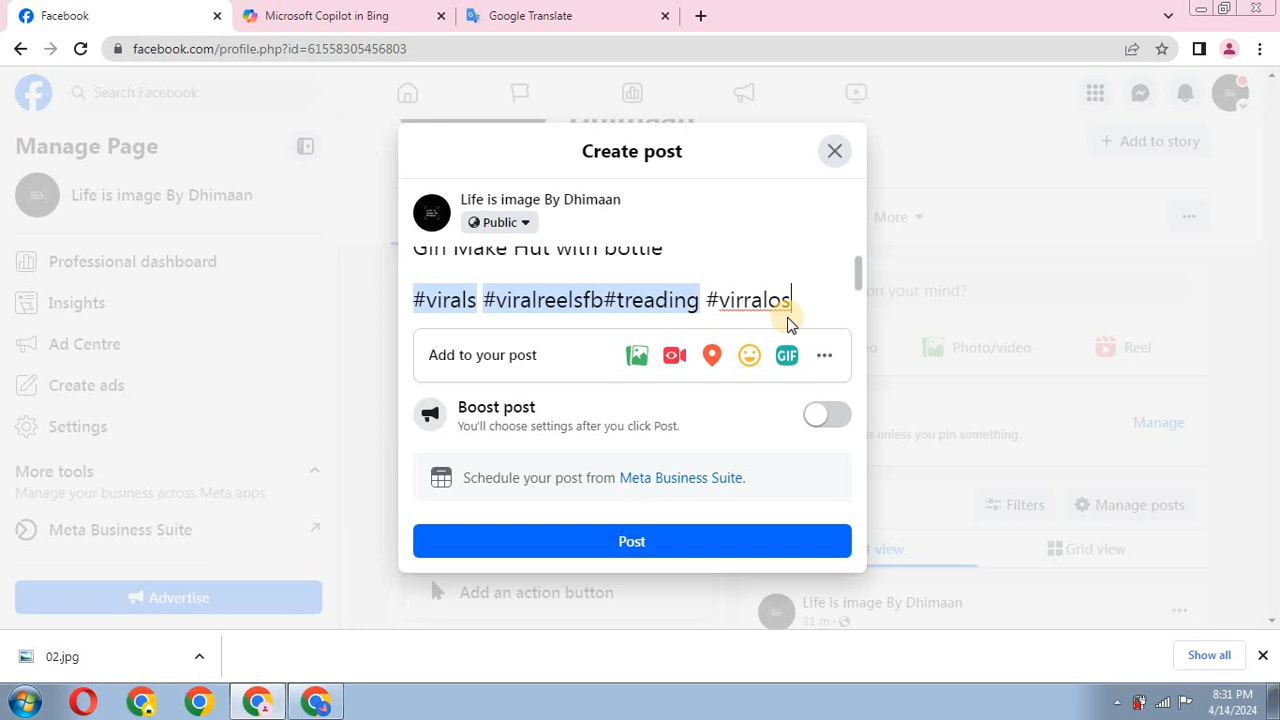 Facebook
Microsoft Copilot in Bing
Google Translate
facebook.com/profile.php?id=61558305456803
Search Facebook
Manage Page
Life is image By Dhimaan
Professional dashboard
Insights
Ad Centre
Create ads
Settings
More tools
Manage your business across Meta apps
Meta Business Suite
Advertise
Dhimaan
Add to story
More
Create post
Life is image By Dhimaan
Public
Girl Make Hut with bottle
#virals #viralreelsfb#treading #virralos
Add to your post
GIF
Boost post
You'll choose settings after you click Post.
Schedule your post from Meta Business Suite.
Post
on your mind?
Photo/video
Reel
Manage
s unless you pin something.
Filters
Manage posts
view
Grid view
Add an action button
Life is image By Dhimaan
31 m
02.jpg
Show all
8:31 PM
4/14/2024